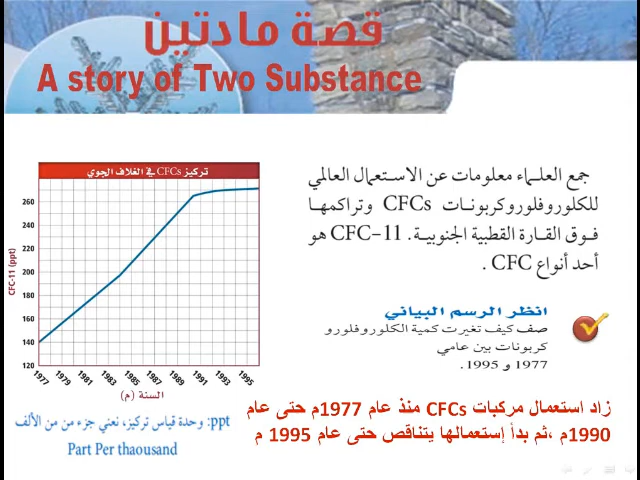 قصة مادتين
A story of Two Substance
جمع العلماء معلومات عن الاستعمال العالمي
للكلوروفلوروكربونات CFCs وتراكمها
فوق القارة القطبية الجنوبية. CFC-11 هو
أحد أنواع CFC .
انظر الرسم البياني
صف كيف تغيرت كمية الكلوروفلورو
كربونات بين عامي
1977 و 1995.
تركيز CFCs في الغلاف الجوي
CFC-11 (ppt)
260
240
220
200
180
160
140
120
1977 1979 1981 1983 1985 1987 1989 1991 1993 1995
السنة (م)
زاد استعمال مركبات CFCs منذ عام 1977م حتى عام
1990م ،ثم بدأ إستعمالها يتناقص حتى عام 1995 م
ppt: وحدة قياس تركيز، نعني جزء من من الألف
Part Per thaousand